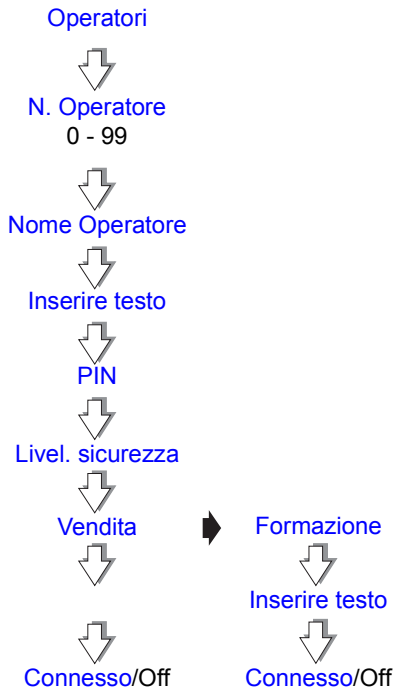 Operatori
N. Operatore
0 - 99
Nome Operatore
Inserire testo
PIN
Livel. sicurezza
Vendita
Formazione
Inserire testo
Connesso/Off
Connesso/Off